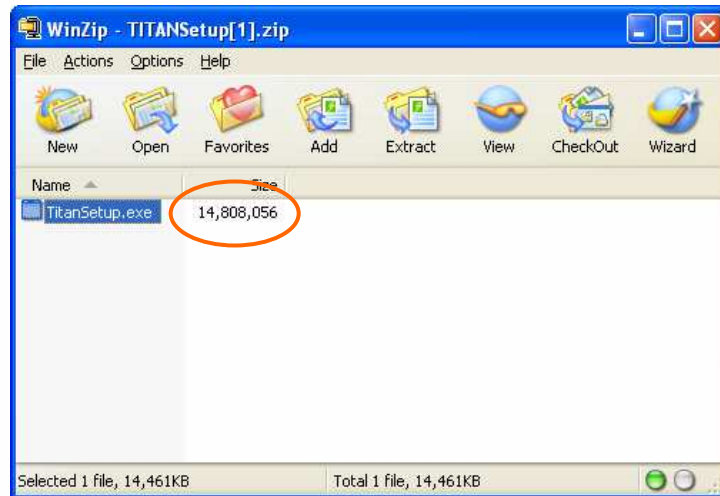 WinZip - TITANSetup[1].zip
File Actions Options Help
New Open Favorites Add Extract View CheckOut Wizard
Name Size
TitanSetup.exe 14,808,056
Selected 1 file, 14,461KB Total 1 file, 14,461KB